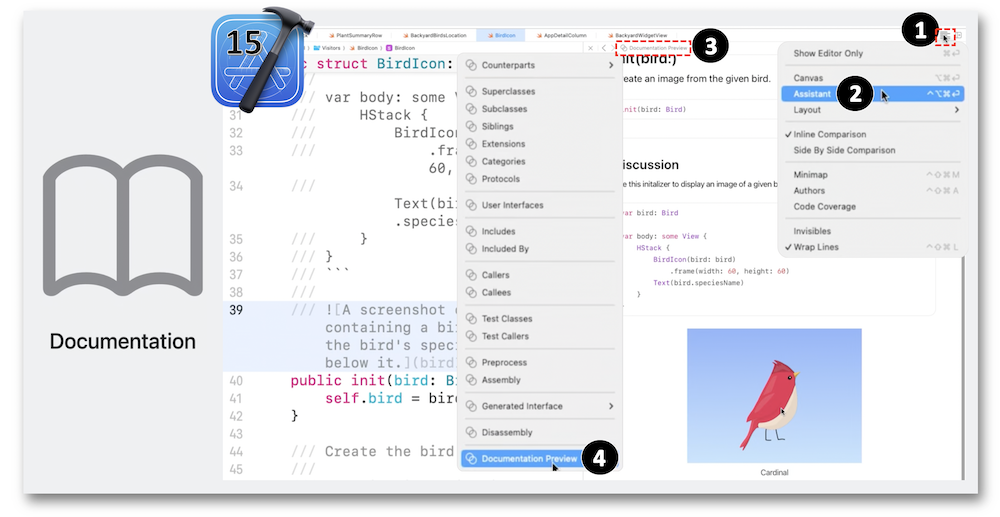 15
Documentation
PlantSummaryRow
BackyardBirdsLocation
BirdIcon
AppDetailColumn
BackyardWidgetView
Visitors
BirdIcon
BirdIcon
c struct BirdIcon:
/// var body: some V
31 /// HStack {
32 /// BirdIcon
33 /// .fra
60,
34 ///
Text(bi
.specie
35 /// }
36 /// }
37 /// ```
38 ///
39 /// ![A screenshot
containing a bi
the bird's spec
below it.](bird
40 public init(bird: B
41 self.bird = bir
42 }
43
44 /// Create the bird
45 ///
Counterparts
Superclasses
Subclasses
Siblings
Extensions
Categories
Protocols
User Interfaces
Includes
Included By
Callers
Callees
Test Classes
Test Callers
Preprocess
Assembly
Generated Interface
Disassembly
Documentation Preview
4
Documentation Preview
3
init(bird:)
reate an image from the given bird.
init(bird: Bird)
iscussion
e this initalizer to display an image of a given b
var bird: Bird
var body: some View {
HStack {
BirdIcon(bird: bird)
.frame(width: 60, height: 60)
Text(bird.speciesName)
}
Cardinal
1
Show Editor Only ⌘↩
Canvas ⌥⌘↩
Assistant ^⌥⌘↩
2
Layout
✓ Inline Comparison
Side By Side Comparison
Minimap ^⇧⌘M
Authors ^⇧⌘A
Code Coverage
Invisibles
✓ Wrap Lines ^⇧⌘L